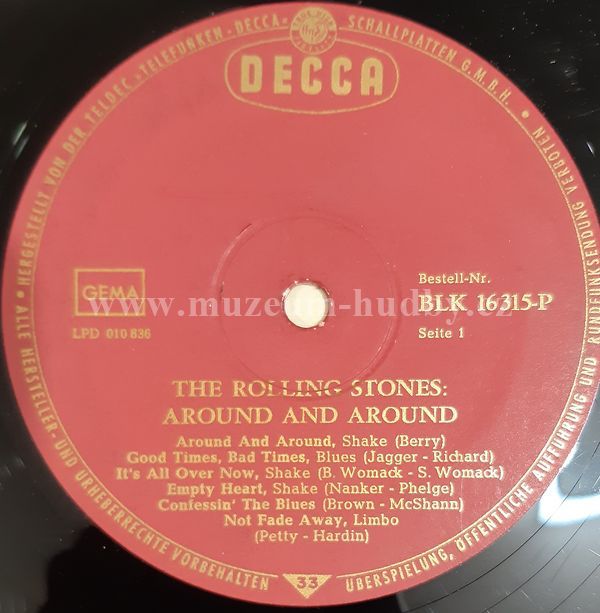 HERGESTELLT VON DER TELDEC »TELEFUNKEN - DECCA« SCHALLPLATTEN G.M.B.H.
DECCA
GEMA
LPD 010 836
Bestell-Nr.
BLK 16315-P
Seite 1
www.muzeum-hudby.cz
THE ROLLING STONES:
AROUND AND AROUND
Around And Around, Shake (Berry)
Good Times, Bad Times, Blues (Jagger - Richard)
It's All Over Now, Shake (B. Womack - S. Womack)
Empty Heart, Shake (Nanker - Phelge)
Confessin' The Blues (Brown - McShann)
Not Fade Away, Limbo
(Petty - Hardin)
ALLE HERSTELLER- UND URHEBERRECHTE VORBEHALTEN
33
ÜBERSPIELUNG, ÖFFENTLICHE AUFFÜHRUNG UND RUNDFUNKSENDUNG VERBOTEN